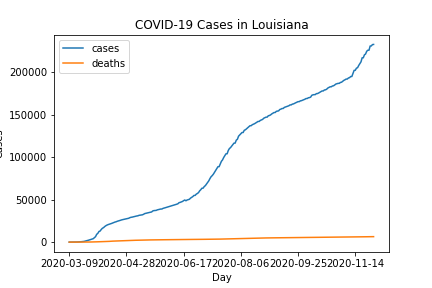 COVID-19 Cases in Louisiana
cases
deaths
200000
150000
100000
50000
0
Cases
2020-03-09 2020-04-28 2020-06-17 2020-08-06 2020-09-25 2020-11-14
Day